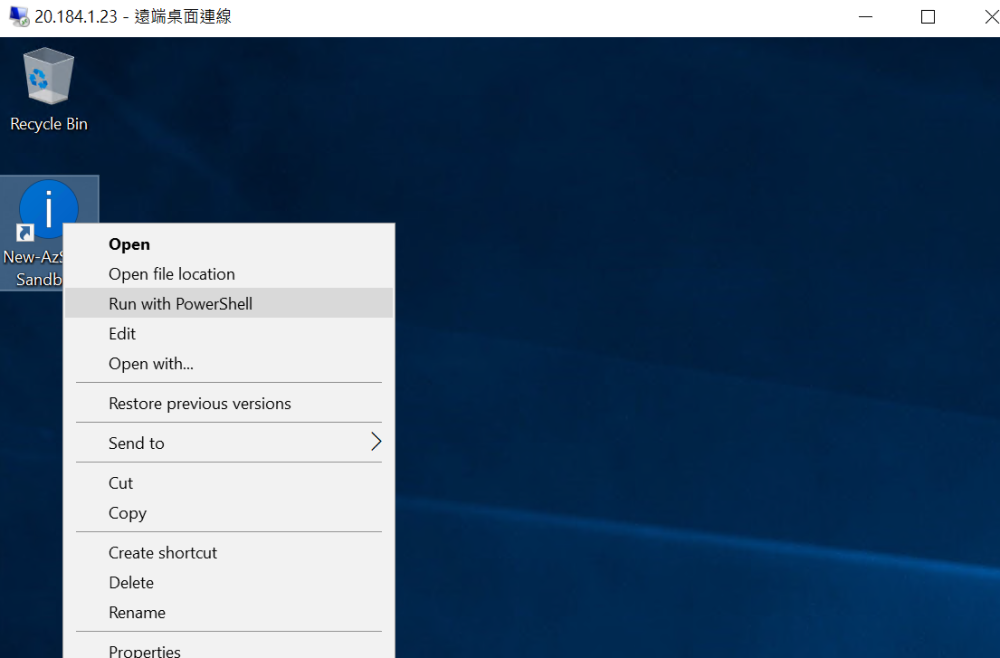 20.184.1.23 - 遠端桌面連線
Recycle Bin
New-AzS
Sandb
Open
Open file location
Run with PowerShell
Edit
Open with...
Restore previous versions
Send to
Cut
Copy
Create shortcut
Delete
Rename
Properties